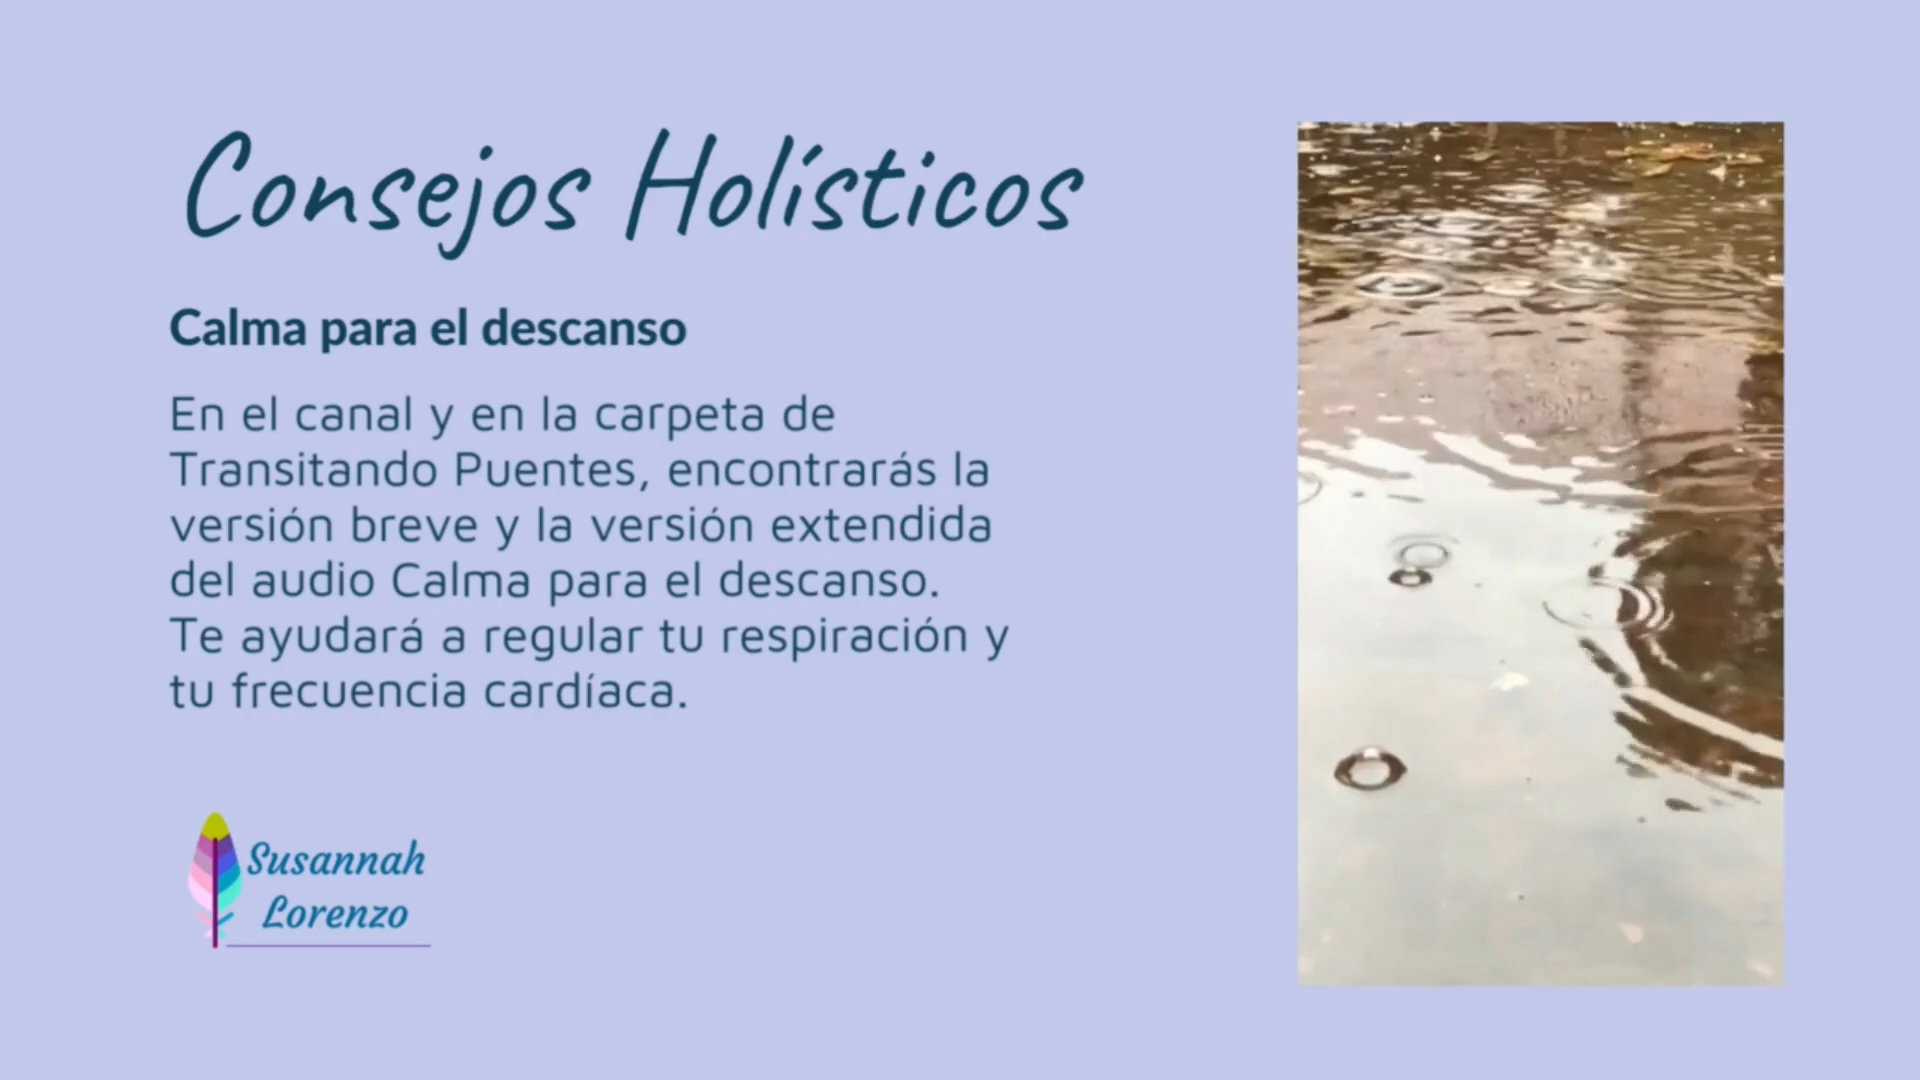 Consejos Holísticos
Calma para el descanso
En el canal y en la carpeta de
Transitando Puentes, encontrarás la
versión breve y la versión extendida
del audio Calma para el descanso.
Te ayudará a regular tu respiración y
tu frecuencia cardíaca.
Susannah
Lorenzo